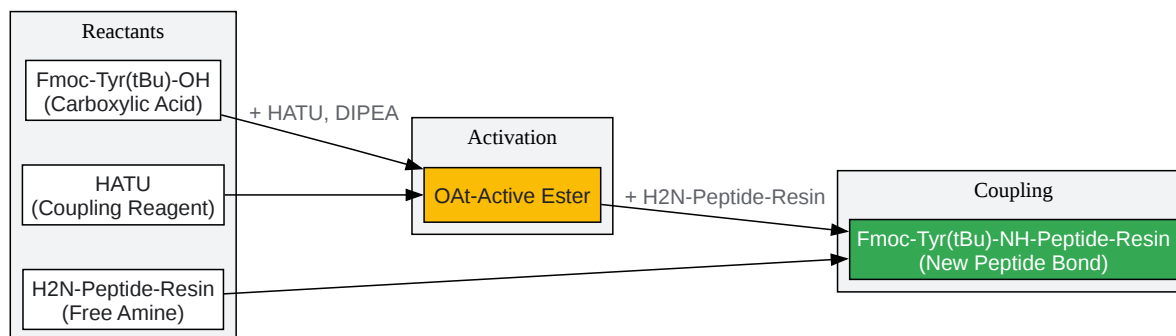 Reactants
Fmoc-Tyr(tBu)-OH
(Carboxylic Acid)
+ HATU, DIPEA
Activation
HATU
(Coupling Reagent)
OAt-Active Ester
+ H2N-Peptide-Resin
Coupling
Fmoc-Tyr(tBu)-NH-Peptide-Resin
(New Peptide Bond)
H2N-Peptide-Resin
(Free Amine)